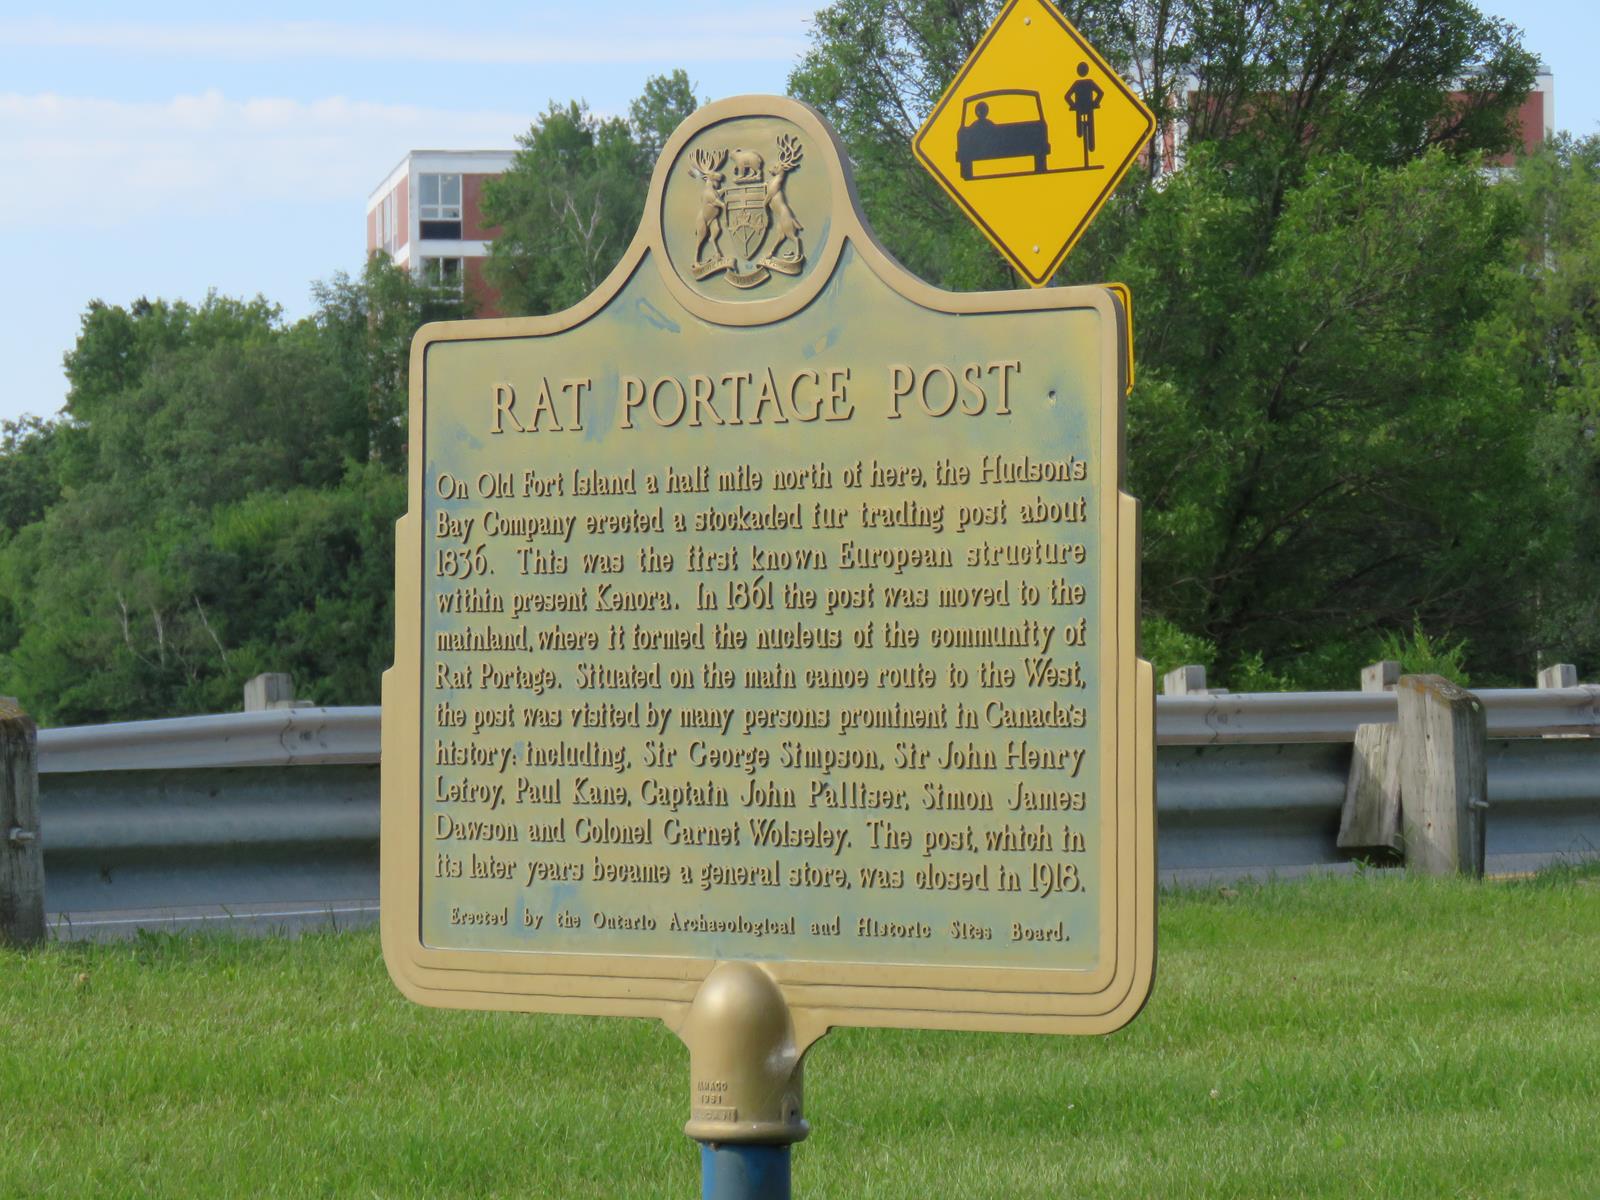 RAT PORTAGE POST
On Old Fort Island a half mile north of here, the Hudson's
Bay Company erected a stockaded fur trading post about
1836. This was the first known European structure
within present Kenora. In 1861 the post was moved to the
mainland, where it formed the nucleus of the community of
Rat Portage. Situated on the main canoe route to the West,
the post was visited by many persons prominent in Canada's
history: including, Sir George Simpson, Sir John Henry
Lefroy, Paul Kane, Captain John Palliser, Simon James
Dawson and Colonel Garnet Wolseley. The post, which in
its later years became a general store, was closed in 1918.
Erected by the Ontario Archaeological and Historic Sites Board.